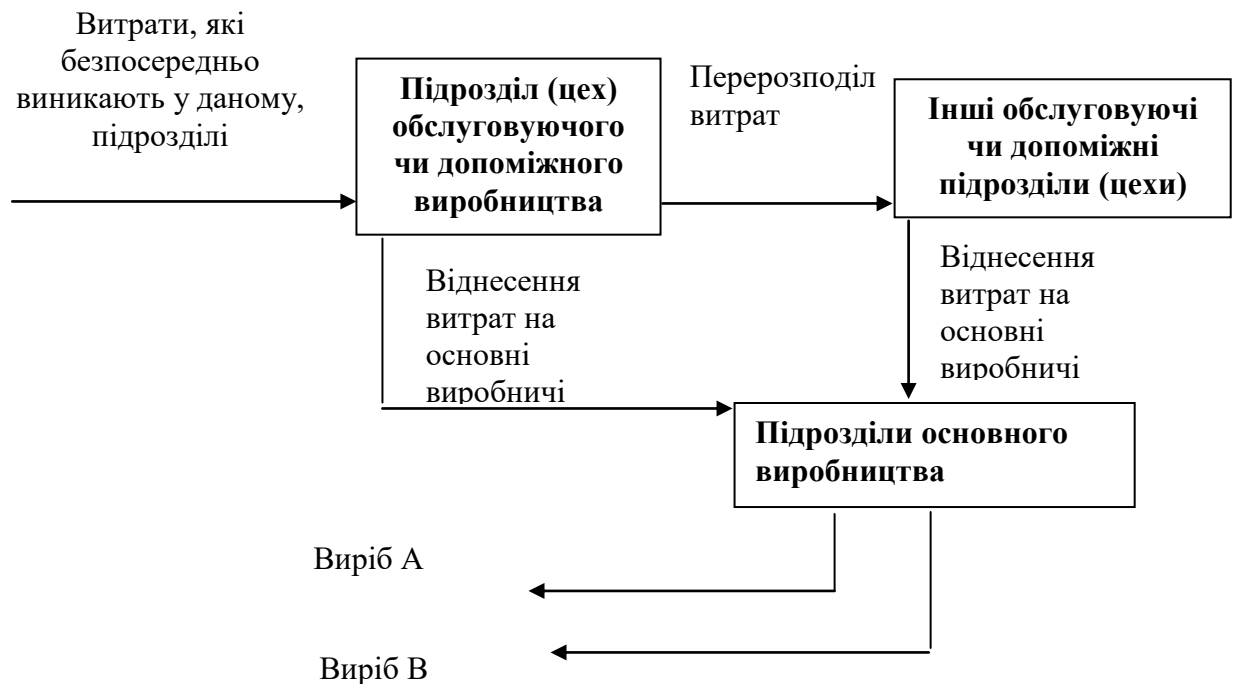 Витрати, які
безпосередньо
виникають у даному,
підрозділі
Підрозділ (цех)
обслуговуючого
чи допоміжного
виробництва
Перерозподіл
витрат
Інші обслуговуючі
чи допоміжні
підрозділи (цехи)
Віднесення
витрат на
основні
виробничі
Віднесення
витрат на
основні
виробничі
Підрозділи основного
виробництва
Виріб А
Виріб В